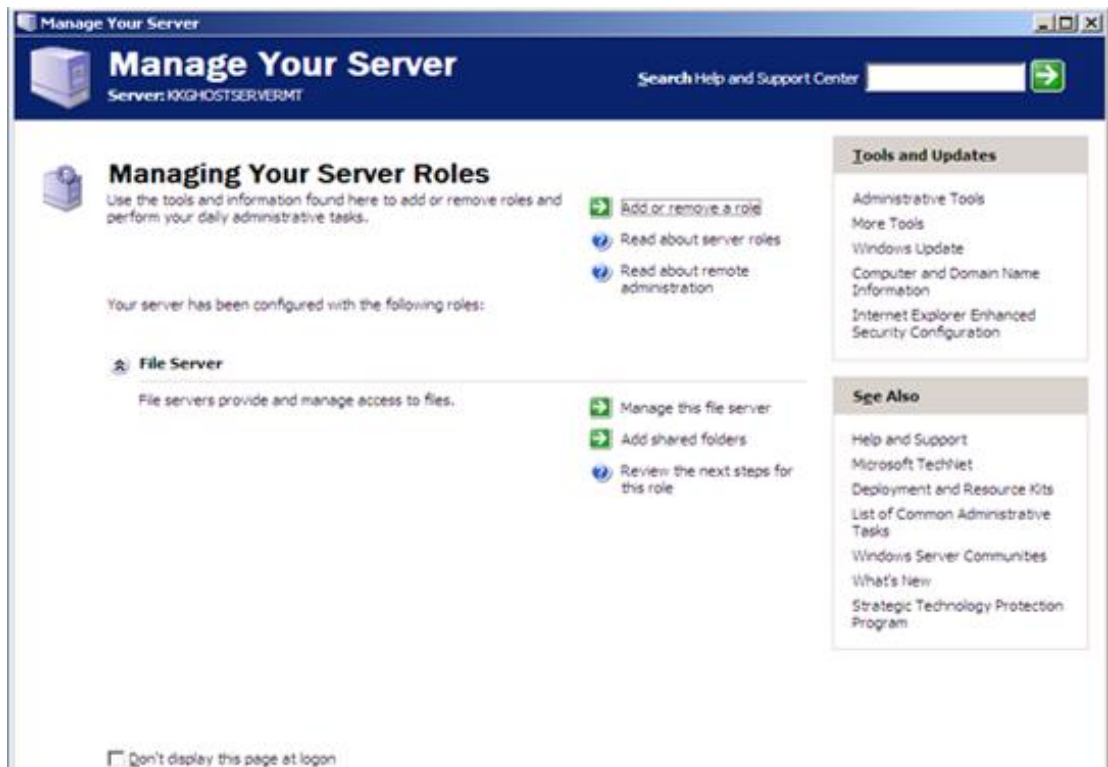 Manage Your Server
Manage Your Server
Server: KKGHOSTSERVERMT
Search Help and Support Center
Managing Your Server Roles
Use the tools and information found here to add or remove roles and
perform your daily administrative tasks.
Add or remove a role
Read about server roles
Read about remote
administration
Your server has been configured with the following roles:
File Server
File servers provide and manage access to files.
Manage this file server
Add shared folders
Review the next steps for
this role
Tools and Updates
Administrative Tools
More Tools
Windows Update
Computer and Domain Name
Information
Internet Explorer Enhanced
Security Configuration
See Also
Help and Support
Microsoft TechNet
Deployment and Resource Kits
List of Common Administrative
Tasks
Windows Server Communities
What's New
Strategic Technology Protection
Program
Don't display this page at logon